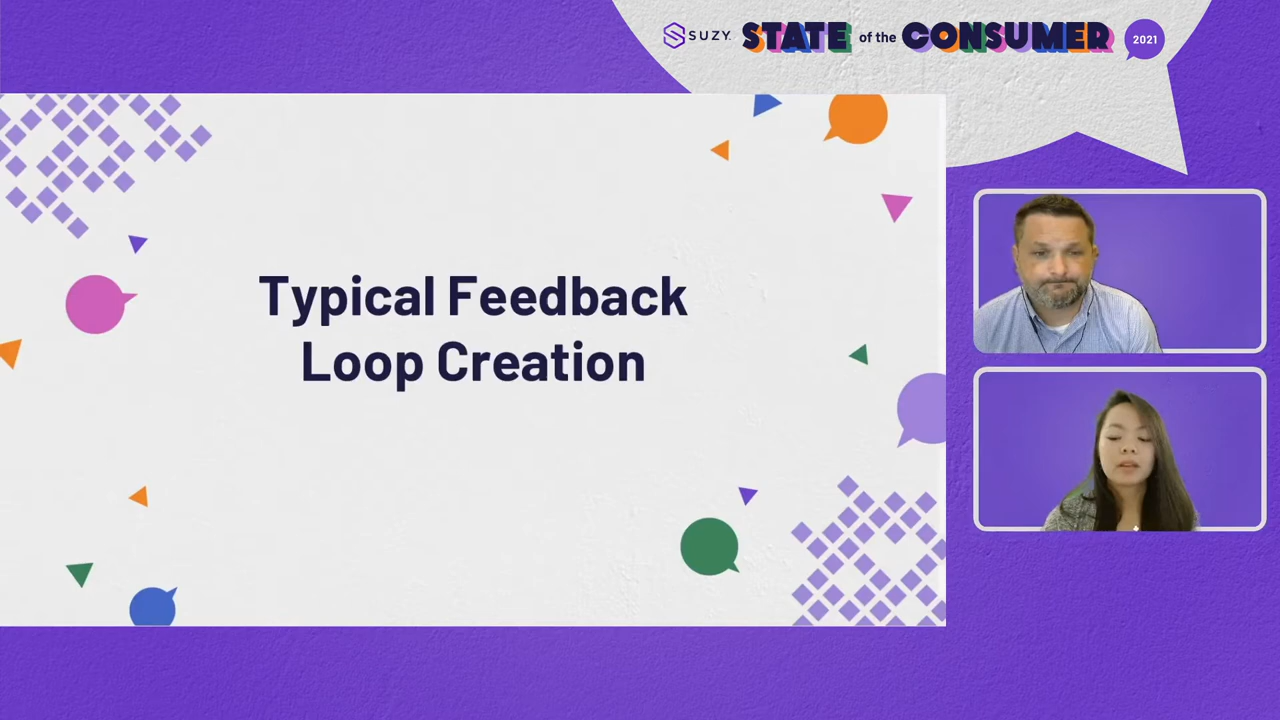 SUZY. STATE of the CONSUMER 2021
Typical Feedback
Loop Creation